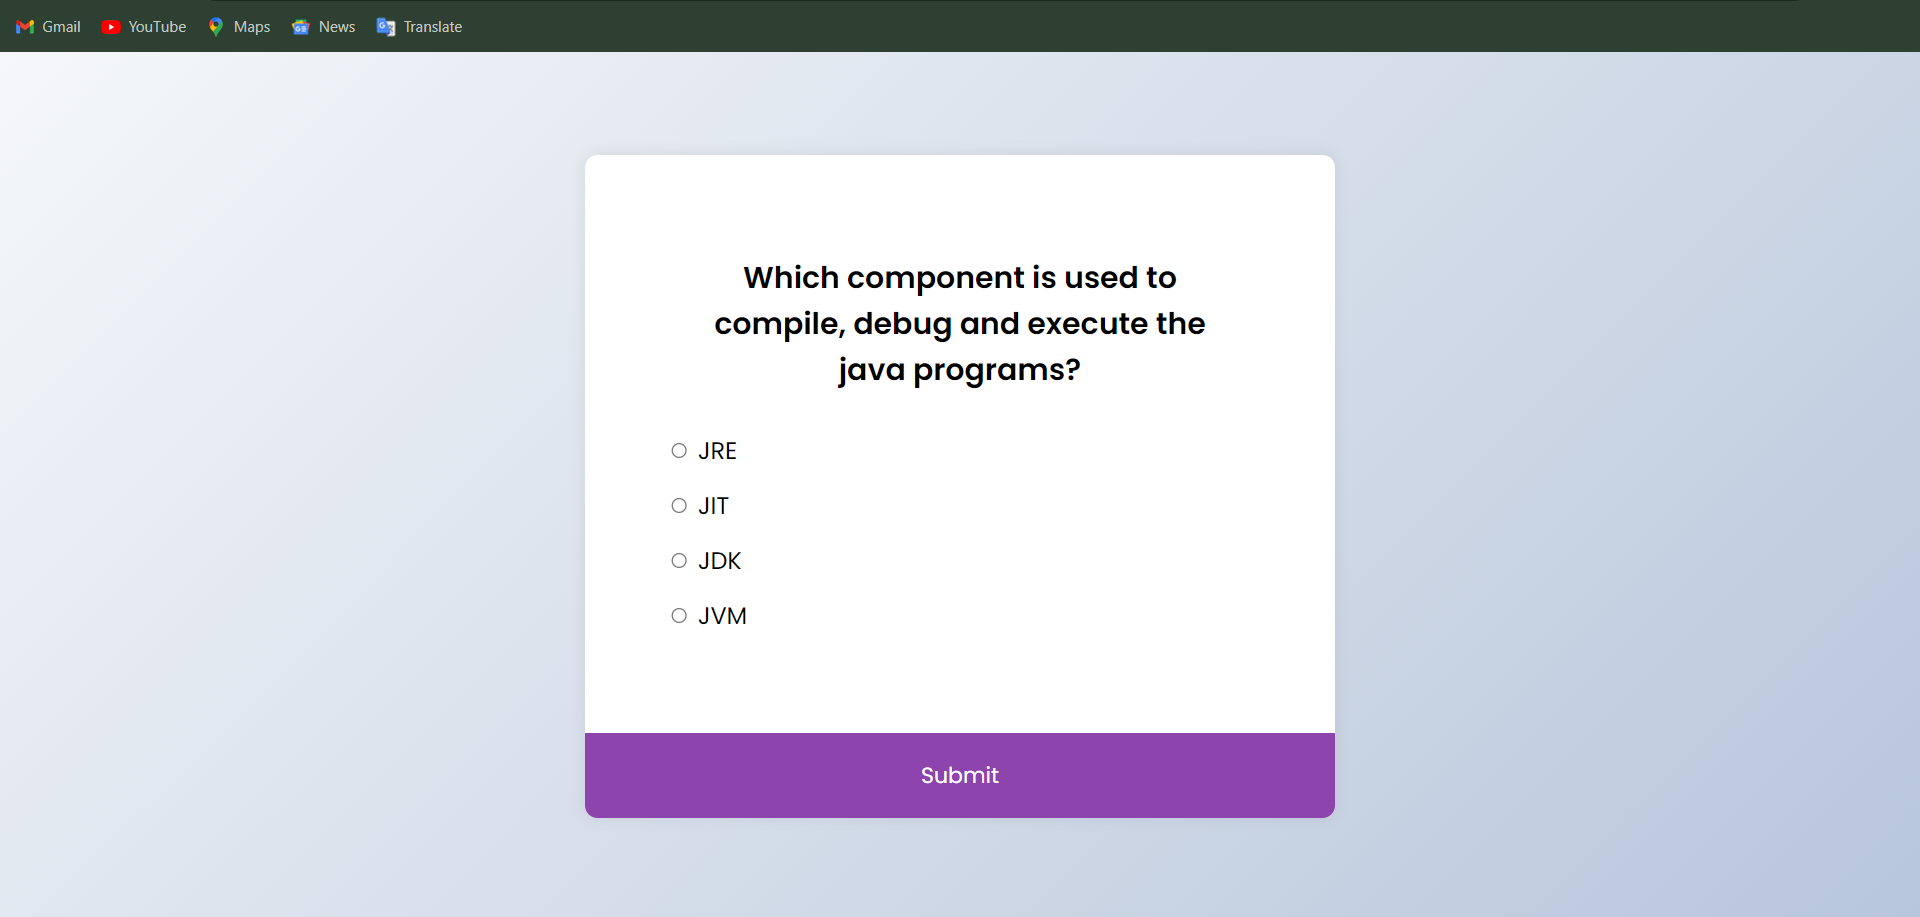 Gmail YouTube Maps News Translate
Which component is used to
compile, debug and execute the
java programs?
JRE
JIT
JDK
JVM
Submit